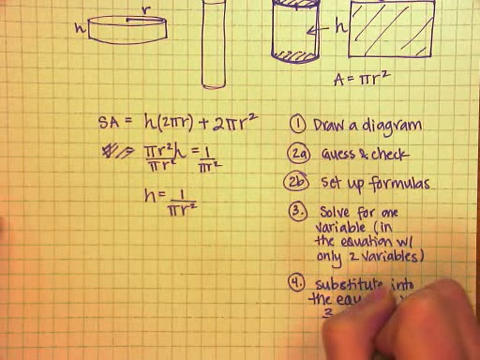 r
h
h
A = πr²
SA = h(2πr) + 2πr²
πr²h/πr² = 1/πr²
h = 1/πr²
1 Draw a diagram
2a Guess & check
2b Set up formulas
3. Solve for one
variable (in
the equation w/
only 2 variables)
4. substitute into
the
3